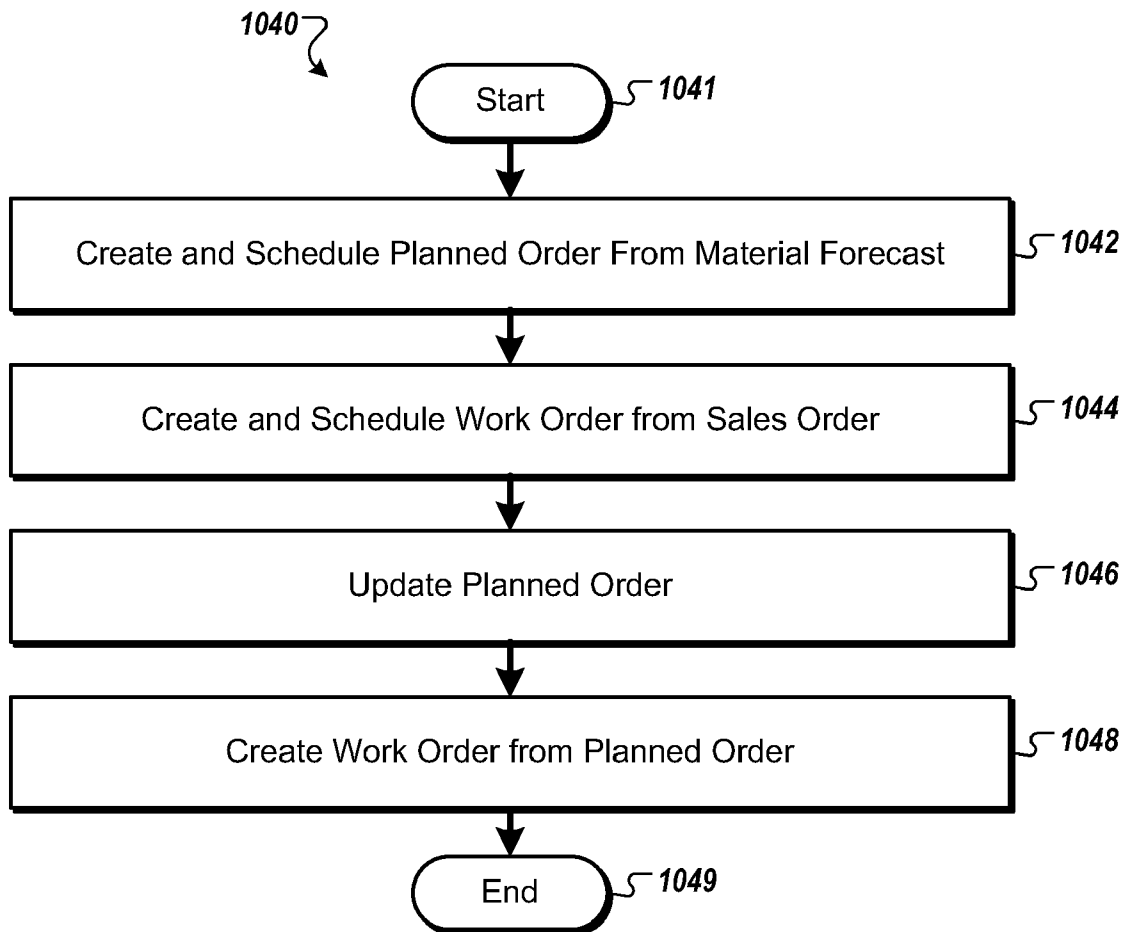 1040
Start
1041
Create and Schedule Planned Order From Material Forecast
1042
Create and Schedule Work Order from Sales Order
1044
Update Planned Order
1046
Create Work Order from Planned Order
1048
End
1049